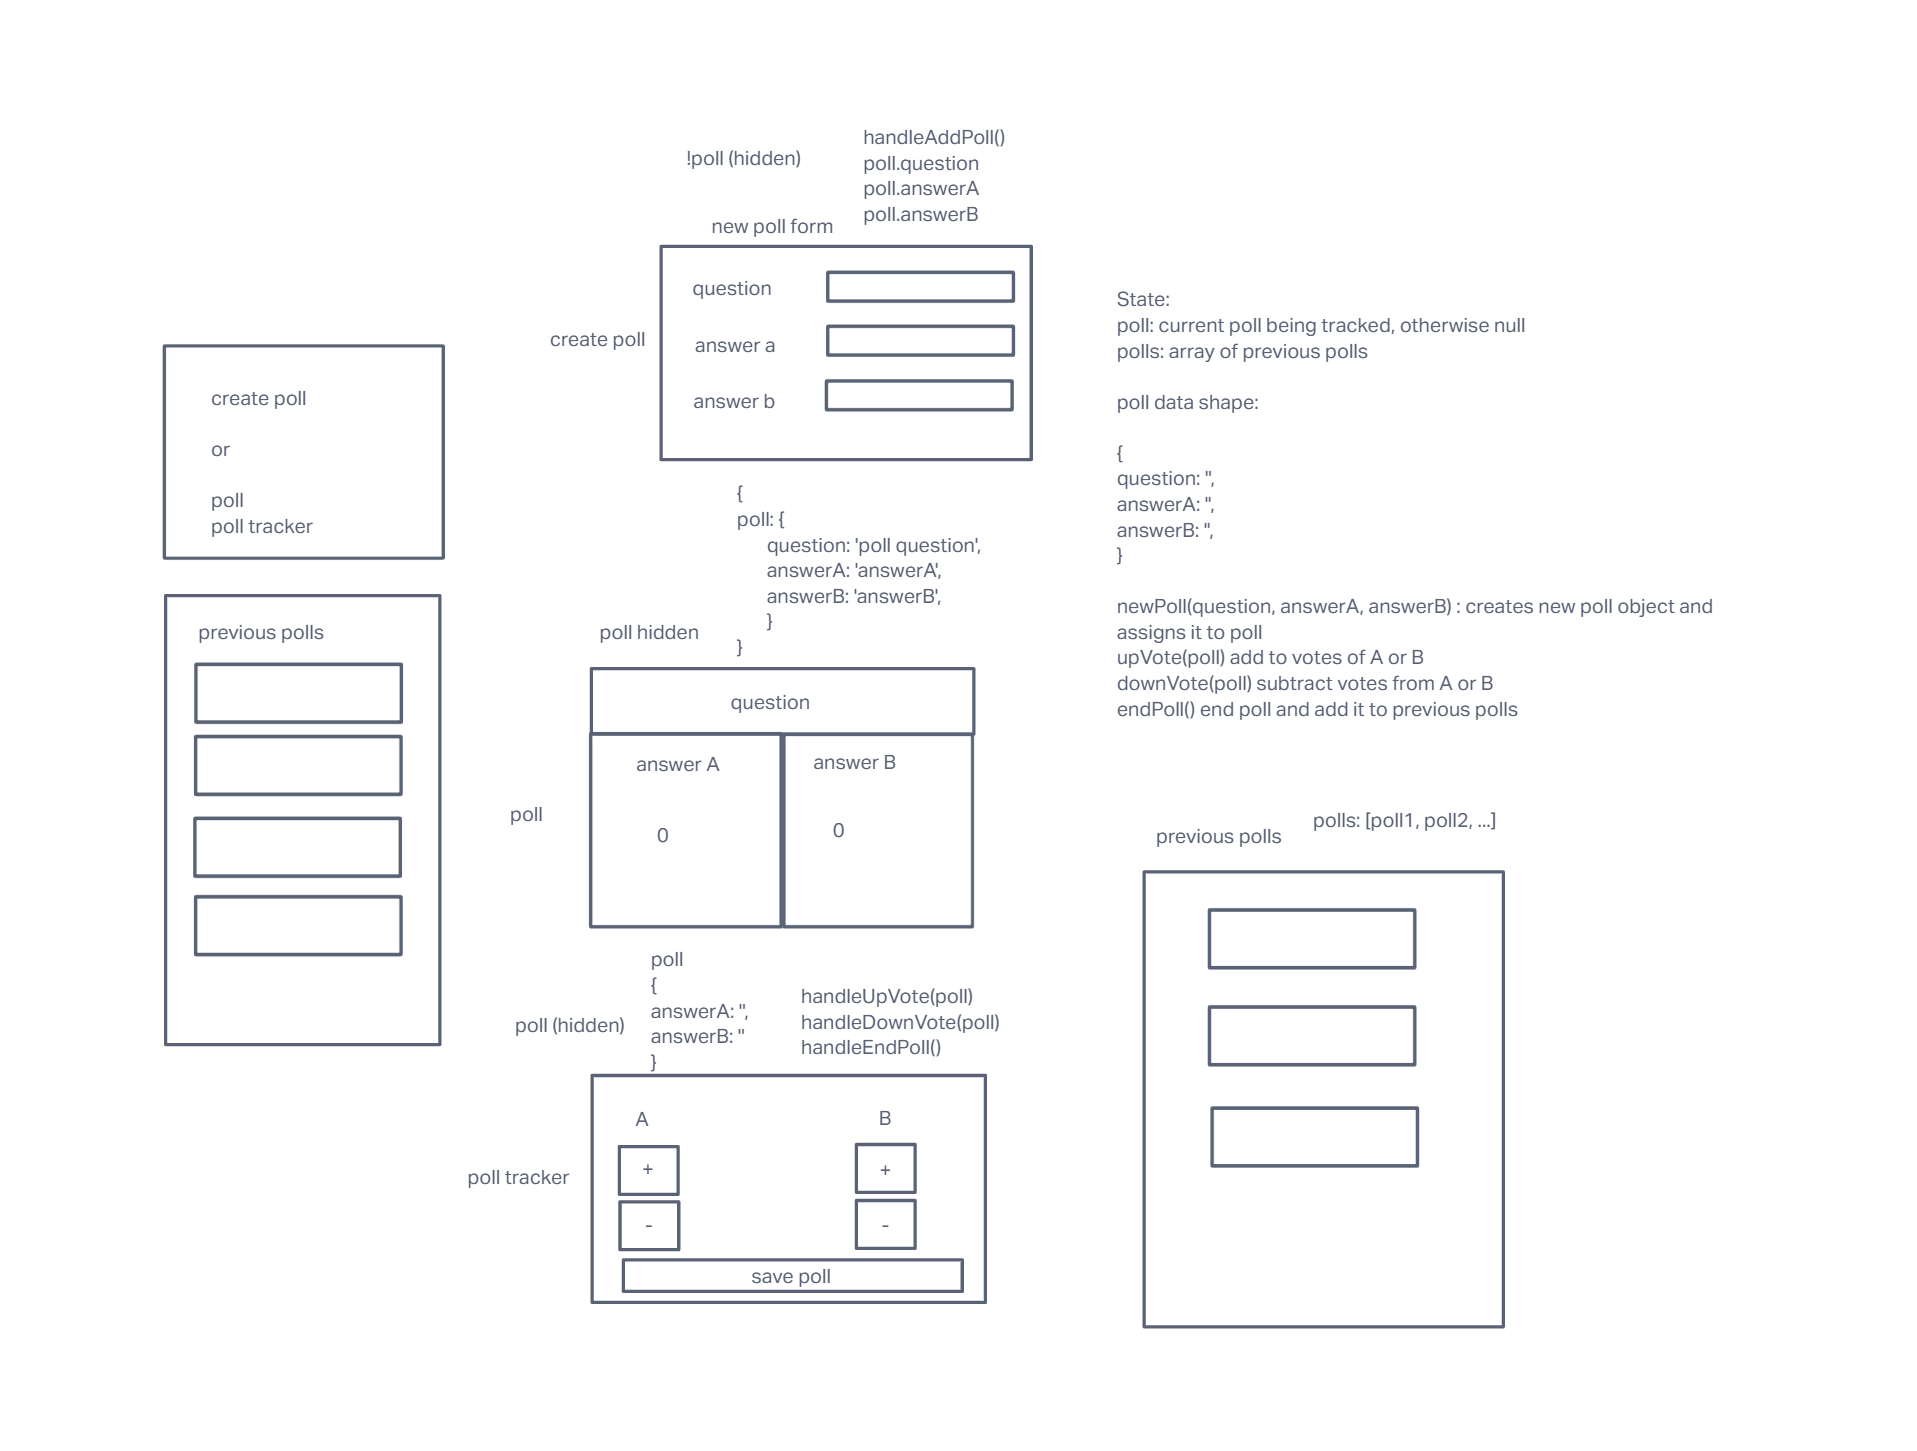 create poll
or
poll
poll tracker
previous polls
!poll (hidden)
handleAddPoll()
poll.question
poll.answerA
poll.answerB
new poll form
create poll
question
answer a
answer b
{
poll: {
question: 'poll question',
answerA: 'answerA',
answerB: 'answerB',
}
}
poll hidden
question
answer A
answer B
poll
0
0
poll
{
answerA: '',
answerB: ''
}
poll (hidden)
handleUpVote(poll)
handleDownVote(poll)
handleEndPoll()
poll tracker
A
B
+
+
-
-
save poll
State:
poll: current poll being tracked, otherwise null
polls: array of previous polls
poll data shape:
{
question: '',
answerA: '',
answerB: '',
}
newPoll(question, answerA, answerB) : creates new poll object and
assigns it to poll
upVote(poll) add to votes of A or B
downVote(poll) subtract votes from A or B
endPoll() end poll and add it to previous polls
previous polls
polls: [poll1, poll2, ...]